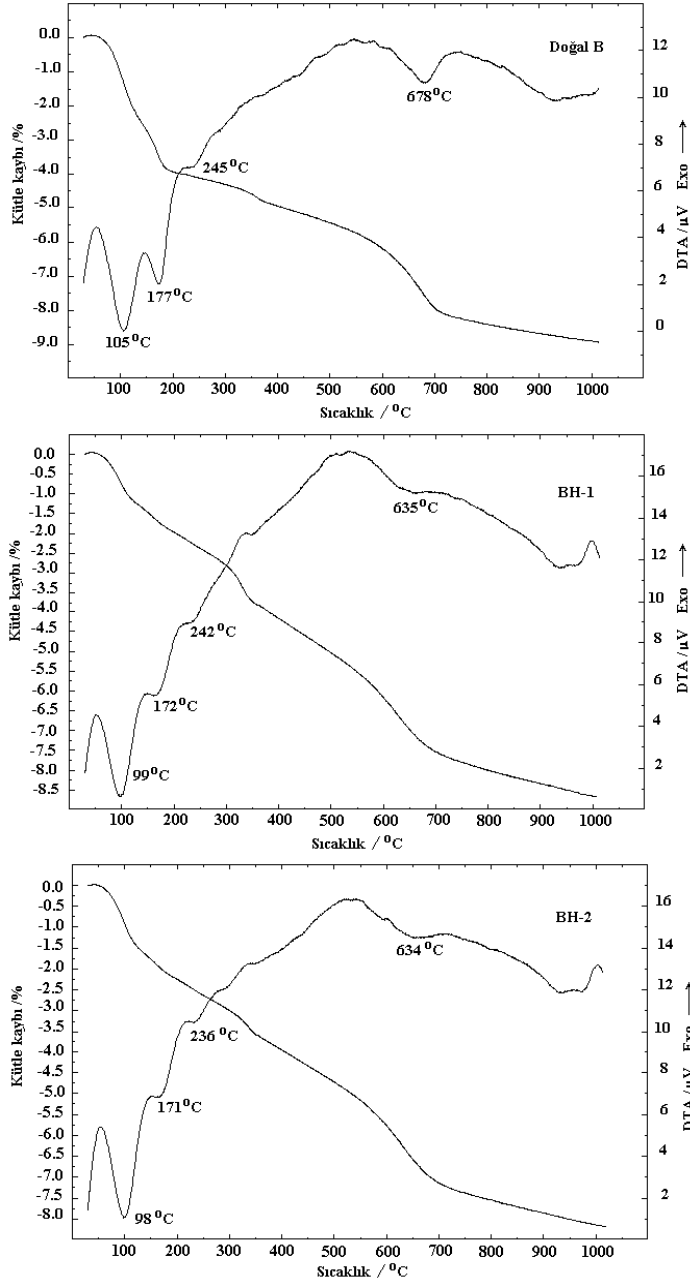 Doğal B
0.0
-1.0
-2.0
-3.0
-4.0
-5.0
-6.0
-7.0
-8.0
-9.0
Kütle kaybı /%
12
10
8
6
4
2
0
DTA /µV Exo →
678⁰C
245⁰C
177⁰C
105⁰C
100 200 300 400 500 600 700 800 900 1000
Sıcaklık / ⁰C
BH-1
0.0
-0.5
-1.0
-1.5
-2.0
-2.5
-3.0
-3.5
-4.0
-4.5
-5.0
-5.5
-6.0
-6.5
-7.0
-7.5
-8.0
-8.5
Kütle kaybı /%
16
14
12
10
8
6
4
2
DTA /µV Exo →
635⁰C
242⁰C
172⁰C
99⁰C
100 200 300 400 500 600 700 800 900 1000
Sıcaklık / ⁰C
BH-2
0.0
-0.5
-1.0
-1.5
-2.0
-2.5
-3.0
-3.5
-4.0
-4.5
-5.0
-5.5
-6.0
-6.5
-7.0
-7.5
-8.0
Kütle kaybı /%
16
14
12
10
8
6
4
2
DTA /µV Exo →
634⁰C
236⁰C
171⁰C
98⁰C
100 200 300 400 500 600 700 800 900 1000
Sıcaklık / ⁰C